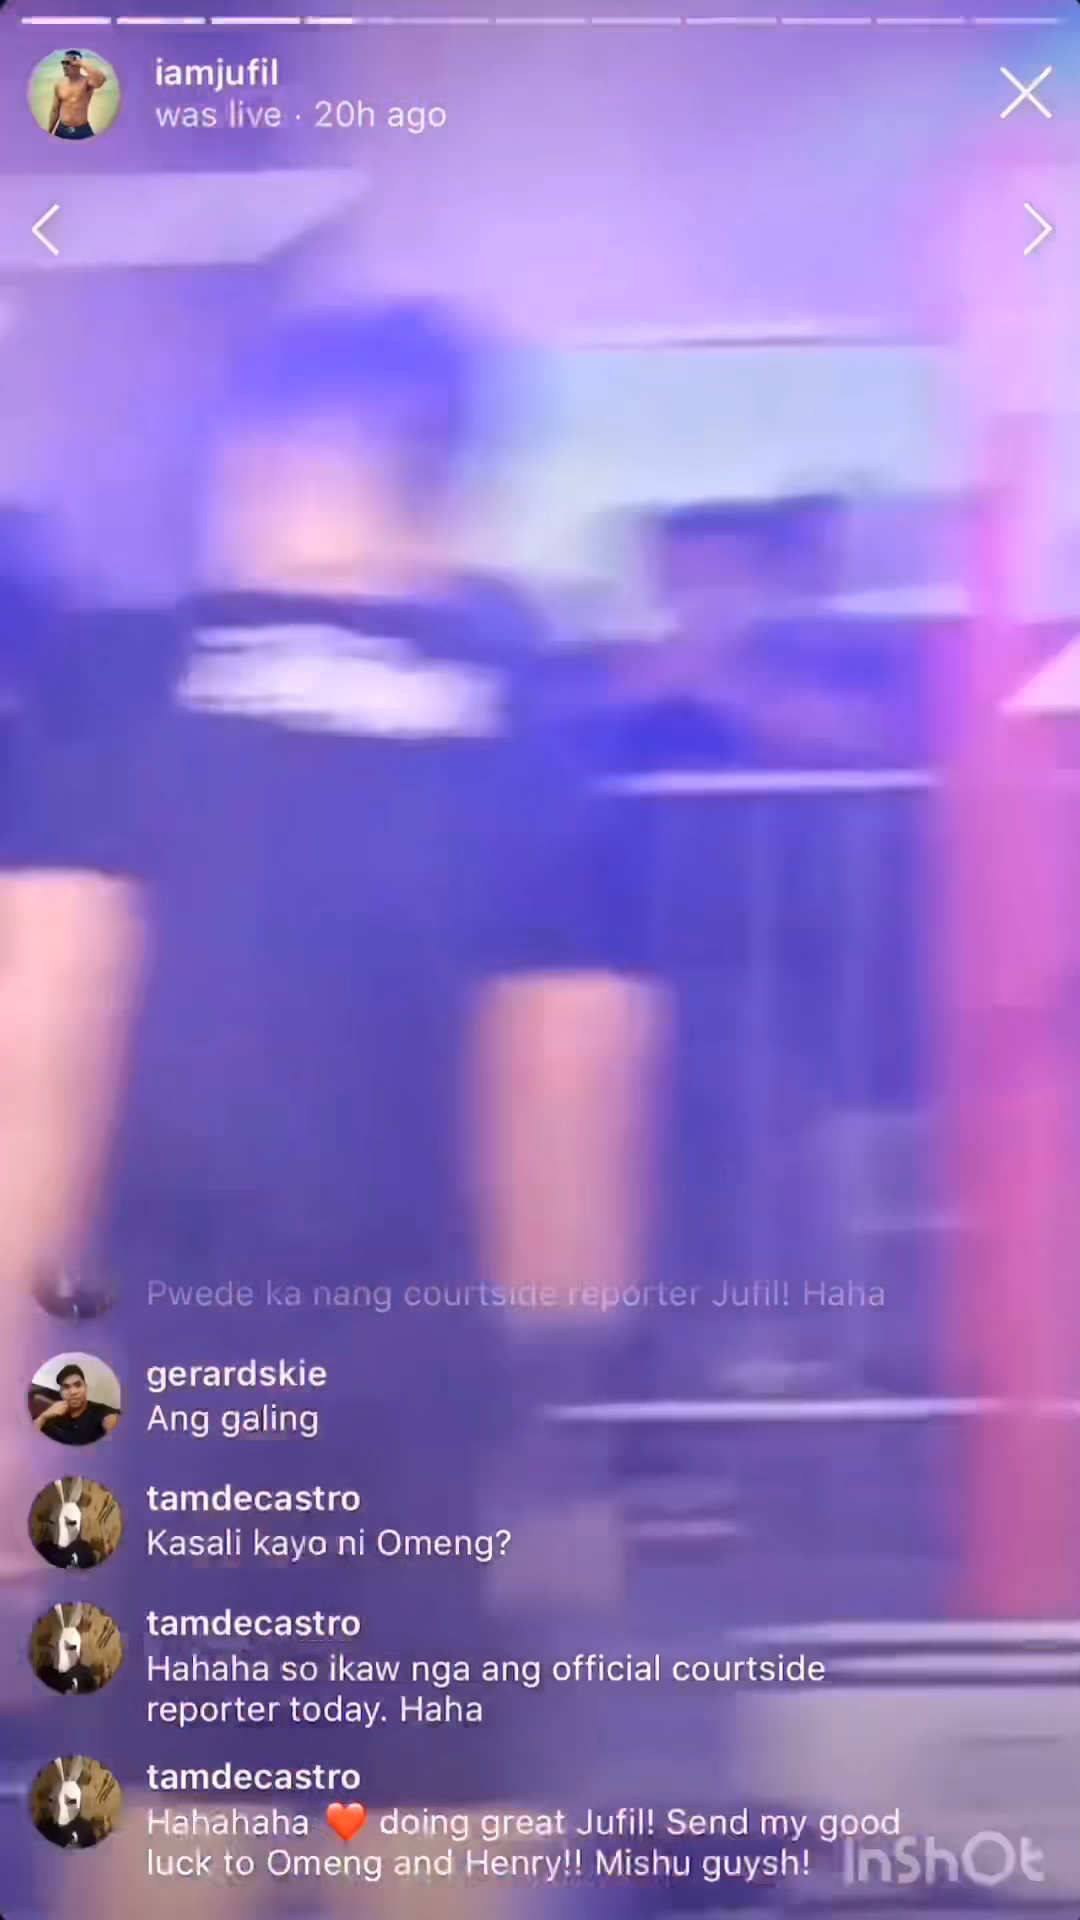 iamjufil
was live · 20h ago
Pwede ka nang courtside reporter Jufil! Haha
gerardskie
Ang galing
tamdecastro
Kasali kayo ni Omeng?
tamdecastro
Hahaha so ikaw nga ang official courtside
reporter today. Haha
tamdecastro
Hahahaha ❤️ doing great Jufil! Send my good
luck to Omeng and Henry!! Mishu guysh!
InShOt